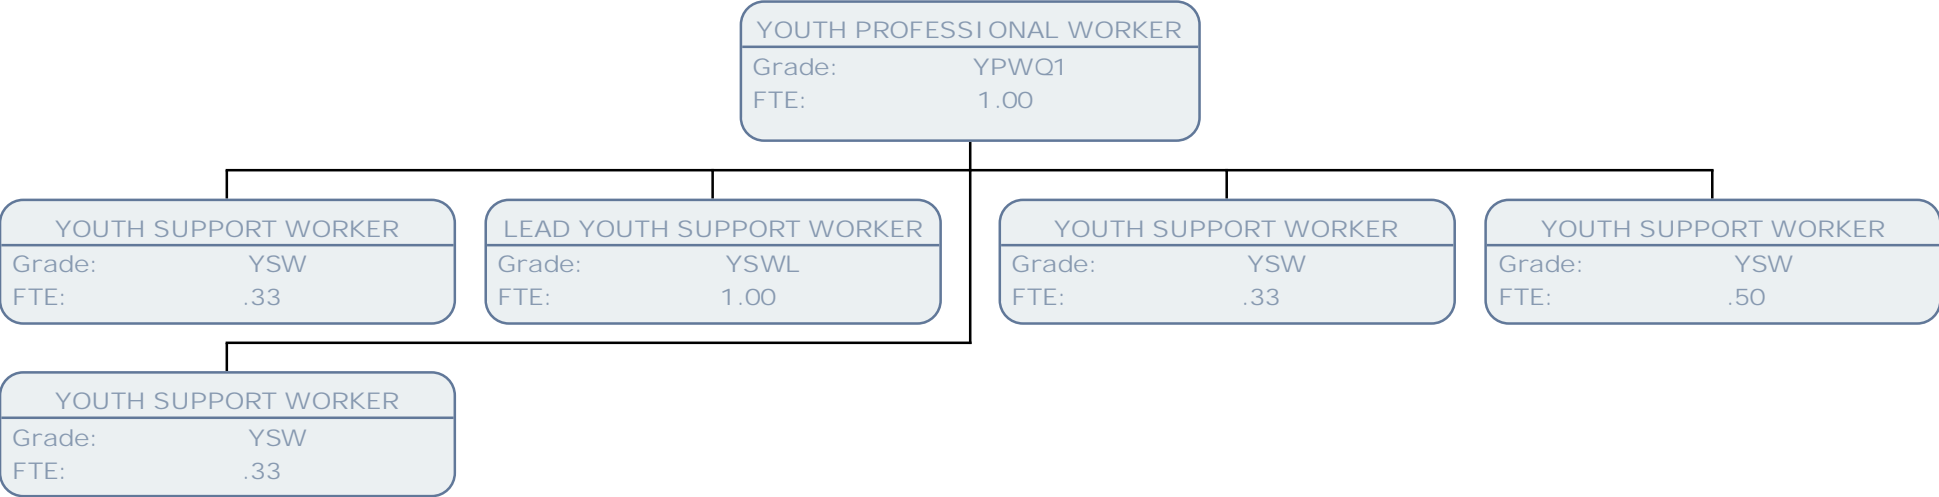 YOUTH PROFESSIONAL WORKER
Grade: YPWQ1
FTE: 1.00
YOUTH SUPPORT WORKER
Grade: YSW
FTE: .33
LEAD YOUTH SUPPORT WORKER
Grade: YSWL
FTE: 1.00
YOUTH SUPPORT WORKER
Grade: YSW
FTE: .33
YOUTH SUPPORT WORKER
Grade: YSW
FTE: .50
YOUTH SUPPORT WORKER
Grade: YSW
FTE: .33